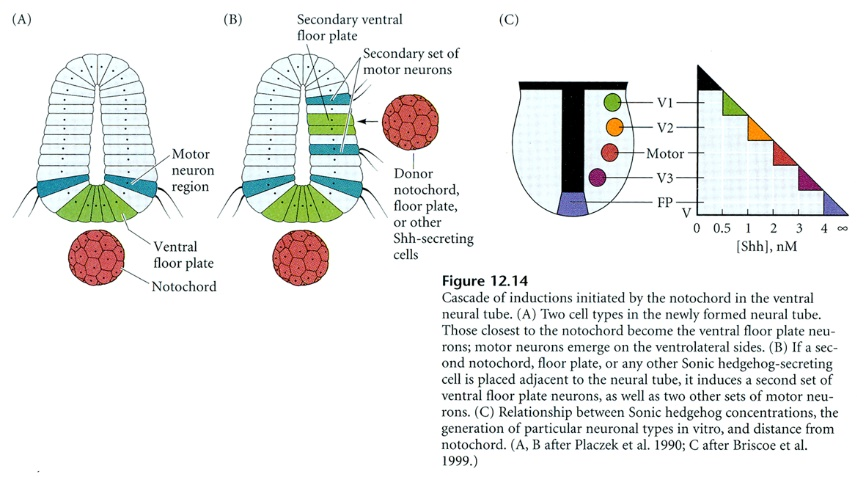 (A)
Motor
neuron
region
Ventral
floor plate
Notochord
(B)
Secondary ventral
floor plate
Secondary set of
motor neurons
Donor
notochord,
floor plate,
or other
Shh-secreting
cells
(C)
V1
V2
Motor
V3
FP
V
0 0.5 1 2 3 4 ∞
[Shh], nM
Figure 12.14
Cascade of inductions initiated by the notochord in the ventral
neural tube. (A) Two cell types in the newly formed neural tube.
Those closest to the notochord become the ventral floor plate neu-
rons; motor neurons emerge on the ventrolateral sides. (B) If a sec-
ond notochord, floor plate, or any other Sonic hedgehog-secreting
cell is placed adjacent to the neural tube, it induces a second set of
ventral floor plate neurons, as well as two other sets of motor neu-
rons. (C) Relationship between Sonic hedgehog concentrations, the
generation of particular neuronal types in vitro, and distance from
notochord. (A, B after Placzek et al. 1990; C after Briscoe et al.
1999.)